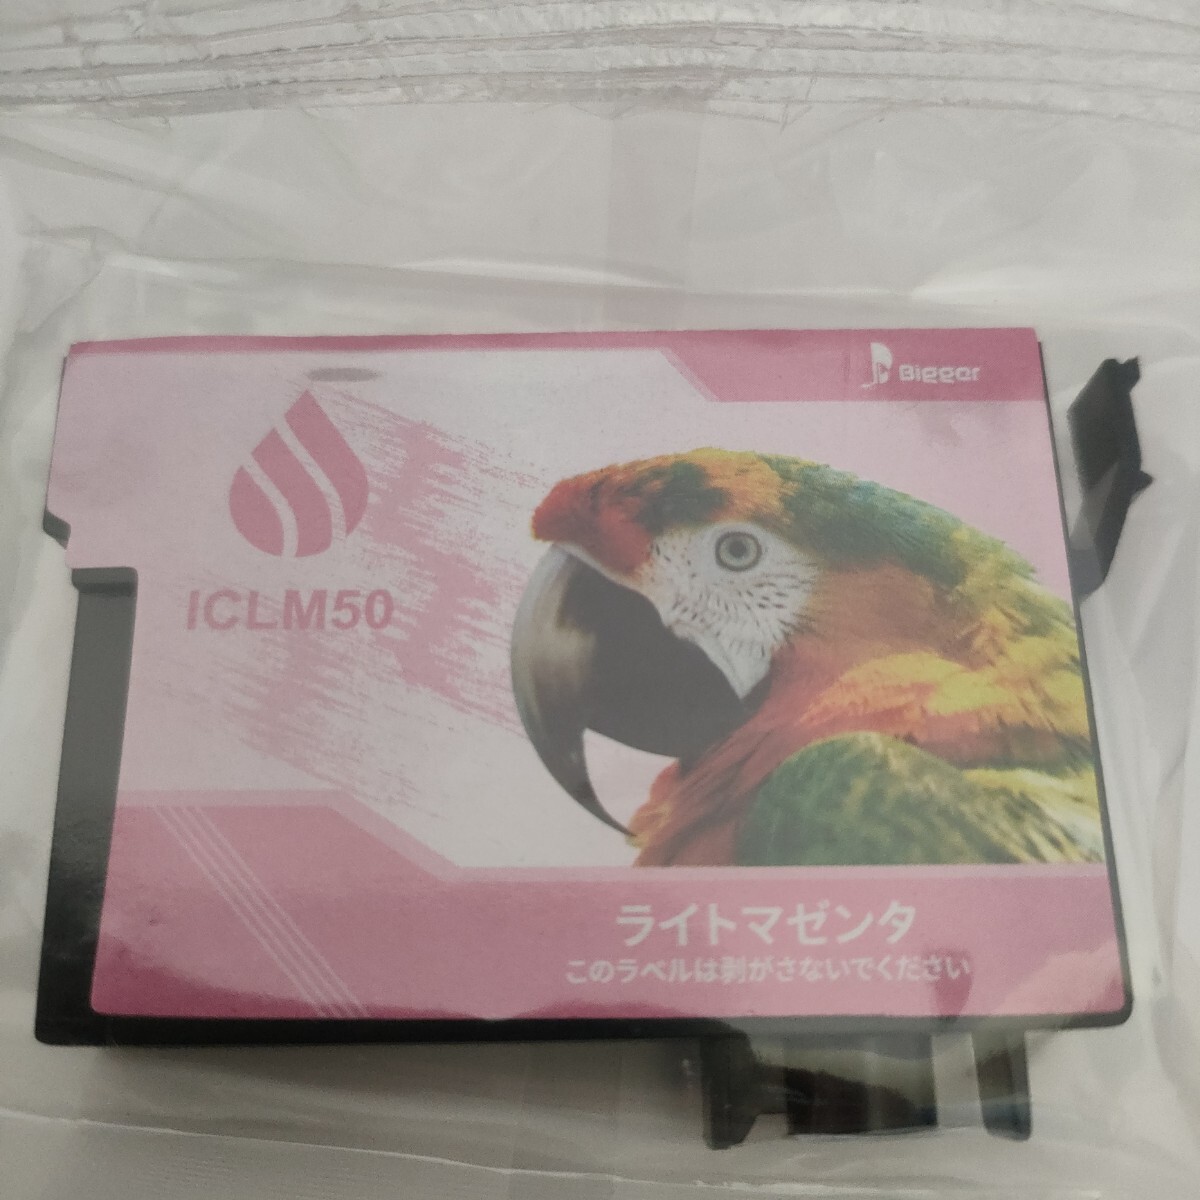 Bigger
ICLM50
ライトマゼンタ
このラベルは剥がさないでください